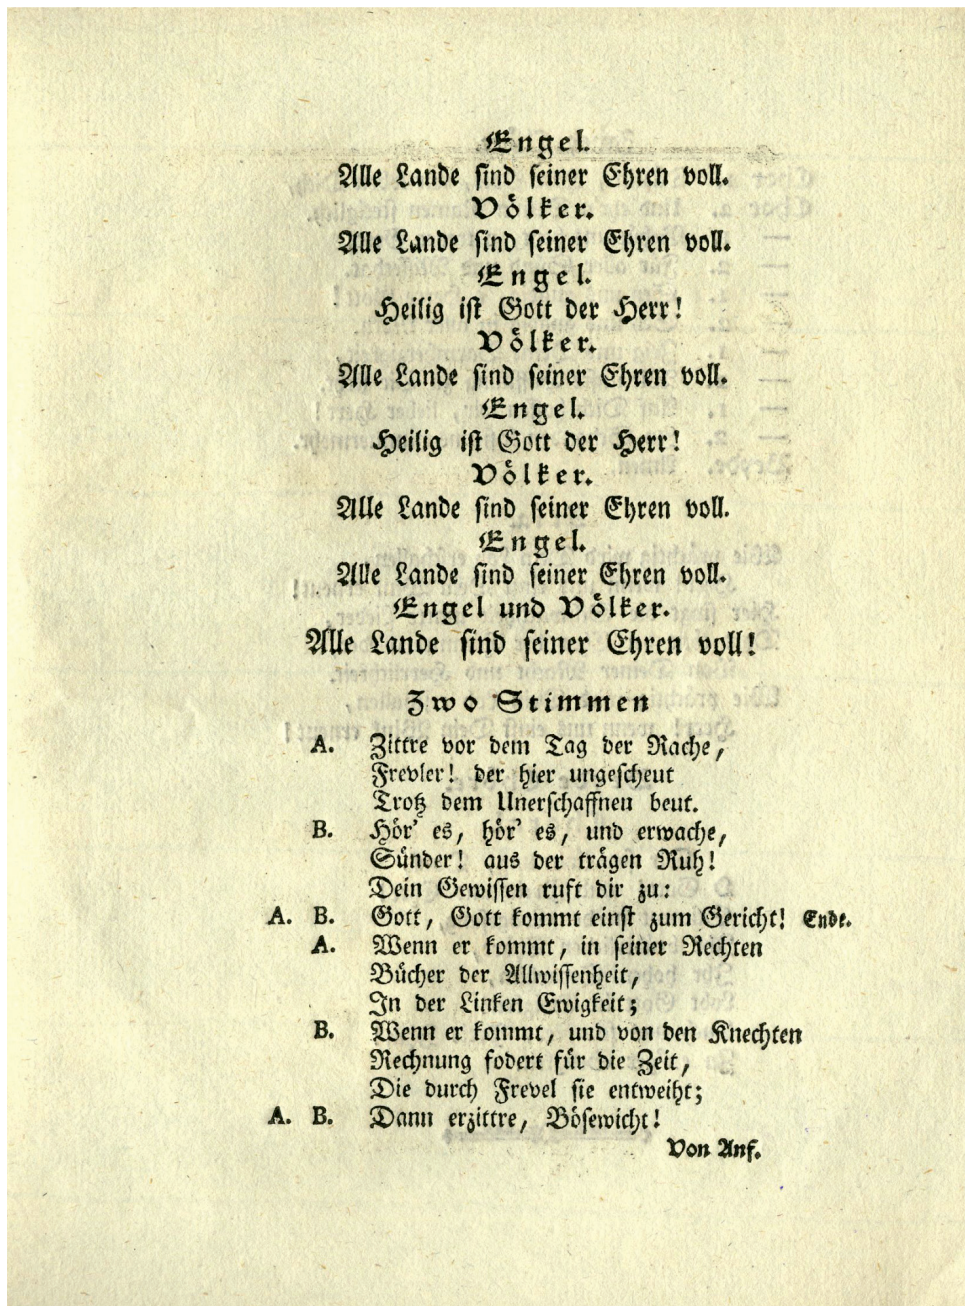 Engel.
Alle Lande sind seiner Ehren voll.
Völker.
Alle Lande sind seiner Ehren voll.
Engel.
Heilig ist Gott der Herr!
Völker.
Alle Lande sind seiner Ehren voll.
Engel.
Heilig ist Gott der Herr!
Völker.
Alle Lande sind seiner Ehren voll.
Engel.
Alle Lande sind seiner Ehren voll.
Engel und Völker.
Alle Lande sind seiner Ehren voll!
Zwo Stimmen
A. Zittre vor dem Tag der Rache,
Frevler! der hier ungescheut
Trotz dem Unerschaffnen beut.
B. Hör' es, hör' es, und erwache,
Sünder! aus der trägen Ruh!
Dein Gewissen ruft dir zu:
A. B. Gott, Gott kommt einst zum Gericht! Ende.
A. Wenn er kommt, in seiner Rechten
Bücher der Allwissenheit,
In der Linken Ewigkeit;
B. Wenn er kommt, und von den Knechten
Rechnung fodert für die Zeit,
Die durch Frevel sie entweiht;
A. B. Dann erzittre, Bösewicht!
Von Anf.